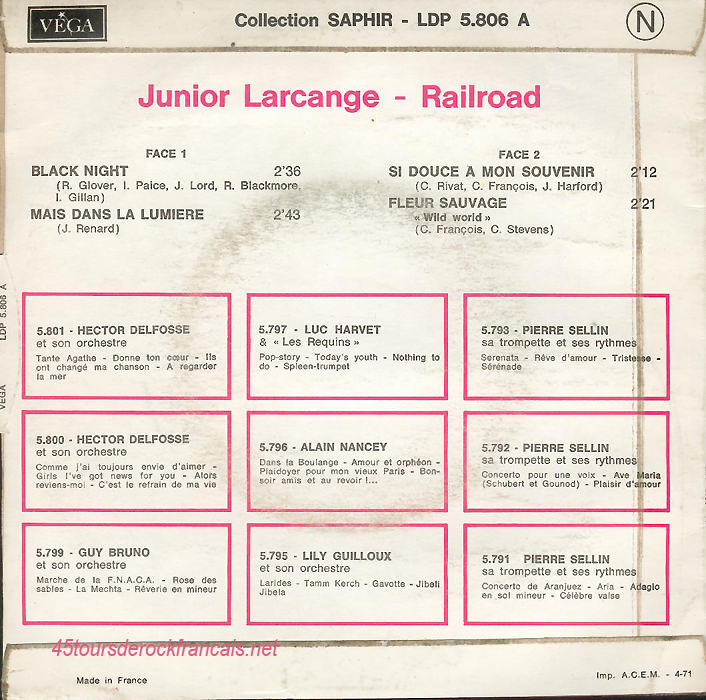 VÉGA
Collection SAPHIR - LDP 5.806 A
N
Junior Larcange - Railroad
FACE 1
BLACK NIGHT 2'36
(R. Glover, I. Paice, J. Lord, R. Blackmore,
I. Gillan)
MAIS DANS LA LUMIERE 2'43
(J. Renard)
FACE 2
SI DOUCE A MON SOUVENIR 2'12
(C. Rivat, C. François, J. Harford)
FLEUR SAUVAGE 2'21
« Wild world »
(C. François, C. Stevens)
LDP 5.806 A
VEGA
5.801 - HECTOR DELFOSSE
et son orchestre
Tante Agathe - Donne ton cœur - Ils
ont changé ma chanson - A regarder
la mer
5.797 - LUC HARVET
& « Les Requins »
Pop-story - Today's youth - Nothing to
do - Spleen-trumpet
5.793 - PIERRE SELLIN
sa trompette et ses rythmes
Serenata - Rêve d'amour - Tristesse -
Sérénade
5.800 - HECTOR DELFOSSE
et son orchestre
Comme j'ai toujours envie d'aimer -
Girls I've got news for you - Alors
reviens-moi - C'est le refrain de ma vie
5.796 - ALAIN NANCEY
Dans la Boulange - Amour et orphéon -
Plaidoyer pour mon vieux Paris - Bon-
soir amis et au revoir !...
5.792 - PIERRE SELLIN
sa trompette et ses rythmes
Concerto pour une voix - Ave Maria
(Schubert et Gounod) - Plaisir d'amour
5.799 - GUY BRUNO
et son orchestre
Marche de la F.N.A.C.A. - Rose des
sables - La Mechta - Rêverie en mineur
5.795 - LILY GUILLOUX
et son orchestre
Larides - Tamm Kerch - Gavotte - Jibeli
Jibela
5.791 PIERRE SELLIN
sa trompette et ses rythmes
Concerto de Aranjuez - Aria - Adagio
en sol mineur - Célèbre valse
45toursderockfrancais.net
Made in France
Imp. A.C.E.M. - 4-71